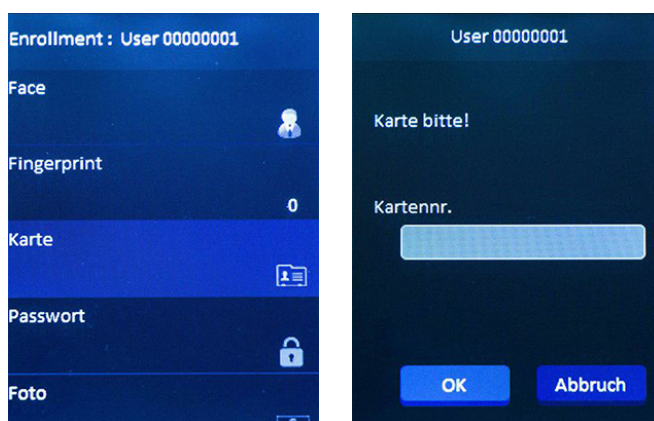 Enrollment : User 00000001
Face
Fingerprint
0
Karte
Passwort
Foto
User 00000001
Karte bitte!
Kartennr.
OK
Abbruch